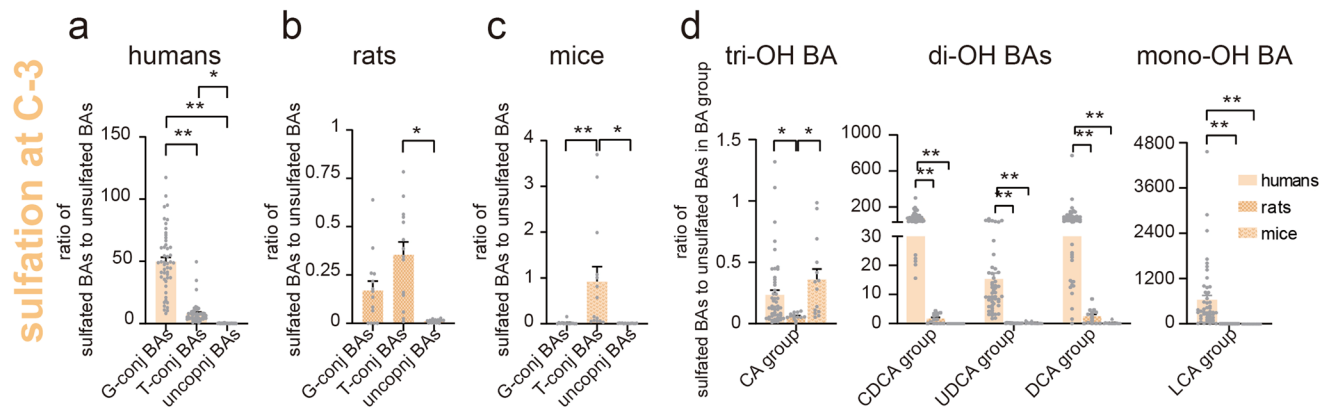 sulfation at C-3
a
humans
ratio of
sulfated BAs to unsulfated BAs
150
100
50
0
**
**
*
G-conj BAs
T-conj BAs
uncopnj BAs
b
rats
ratio of
sulfated BAs to unsulfated BAs
1
0.75
0.5
0.25
0
*
G-conj BAs
T-conj BAs
uncopnj BAs
c
mice
ratio of
sulfated BAs to unsulfated BAs
4
3
2
1
0
**
*
G-conj BAs
T-conj BAs
uncopnj BAs
d
tri-OH BA
ratio of
sulfated BAs to unsulfated BAs in BA group
1.5
1
0.5
0
*
*
CA group
di-OH BAs
1000
600
200
30
20
10
0
**
**
**
**
**
**
CDCA group
UDCA group
DCA group
mono-OH BA
4800
3600
2400
1200
0
**
**
LCA group
humans
rats
mice